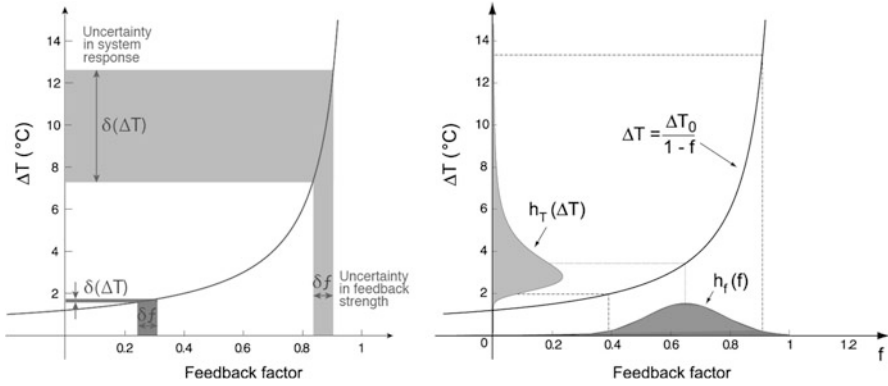 Uncertainty
in system
response
14
12
10
8
6
4
2
ΔT (°C)
δ(ΔT)
δ(ΔT)
δf
δf
Uncertainty
in feedback
strength
0.2
0.4
0.6
0.8
1
Feedback factor
14
12
10
8
6
4
2
0
ΔT (°C)
ΔT = ΔT₀ / 1 - f
h_T (ΔT)
h_f (f)
0
0.2
0.4
0.6
0.8
1
1.2
f
Feedback factor